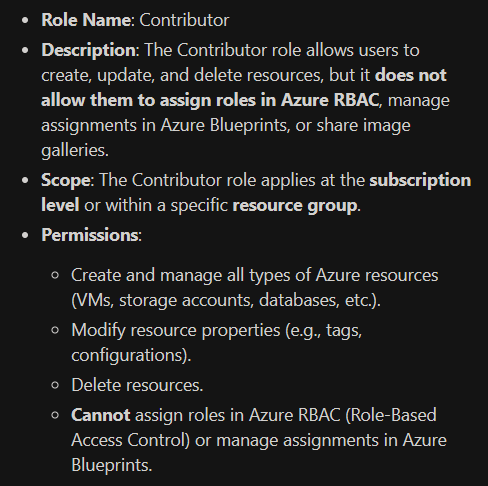 • Role Name: Contributor
• Description: The Contributor role allows users to
create, update, and delete resources, but it does not
allow them to assign roles in Azure RBAC, manage
assignments in Azure Blueprints, or share image
galleries.
• Scope: The Contributor role applies at the subscription
level or within a specific resource group.
• Permissions:
◦ Create and manage all types of Azure resources
(VMs, storage accounts, databases, etc.).
◦ Modify resource properties (e.g., tags,
configurations).
◦ Delete resources.
◦ Cannot assign roles in Azure RBAC (Role-Based
Access Control) or manage assignments in Azure
Blueprints.